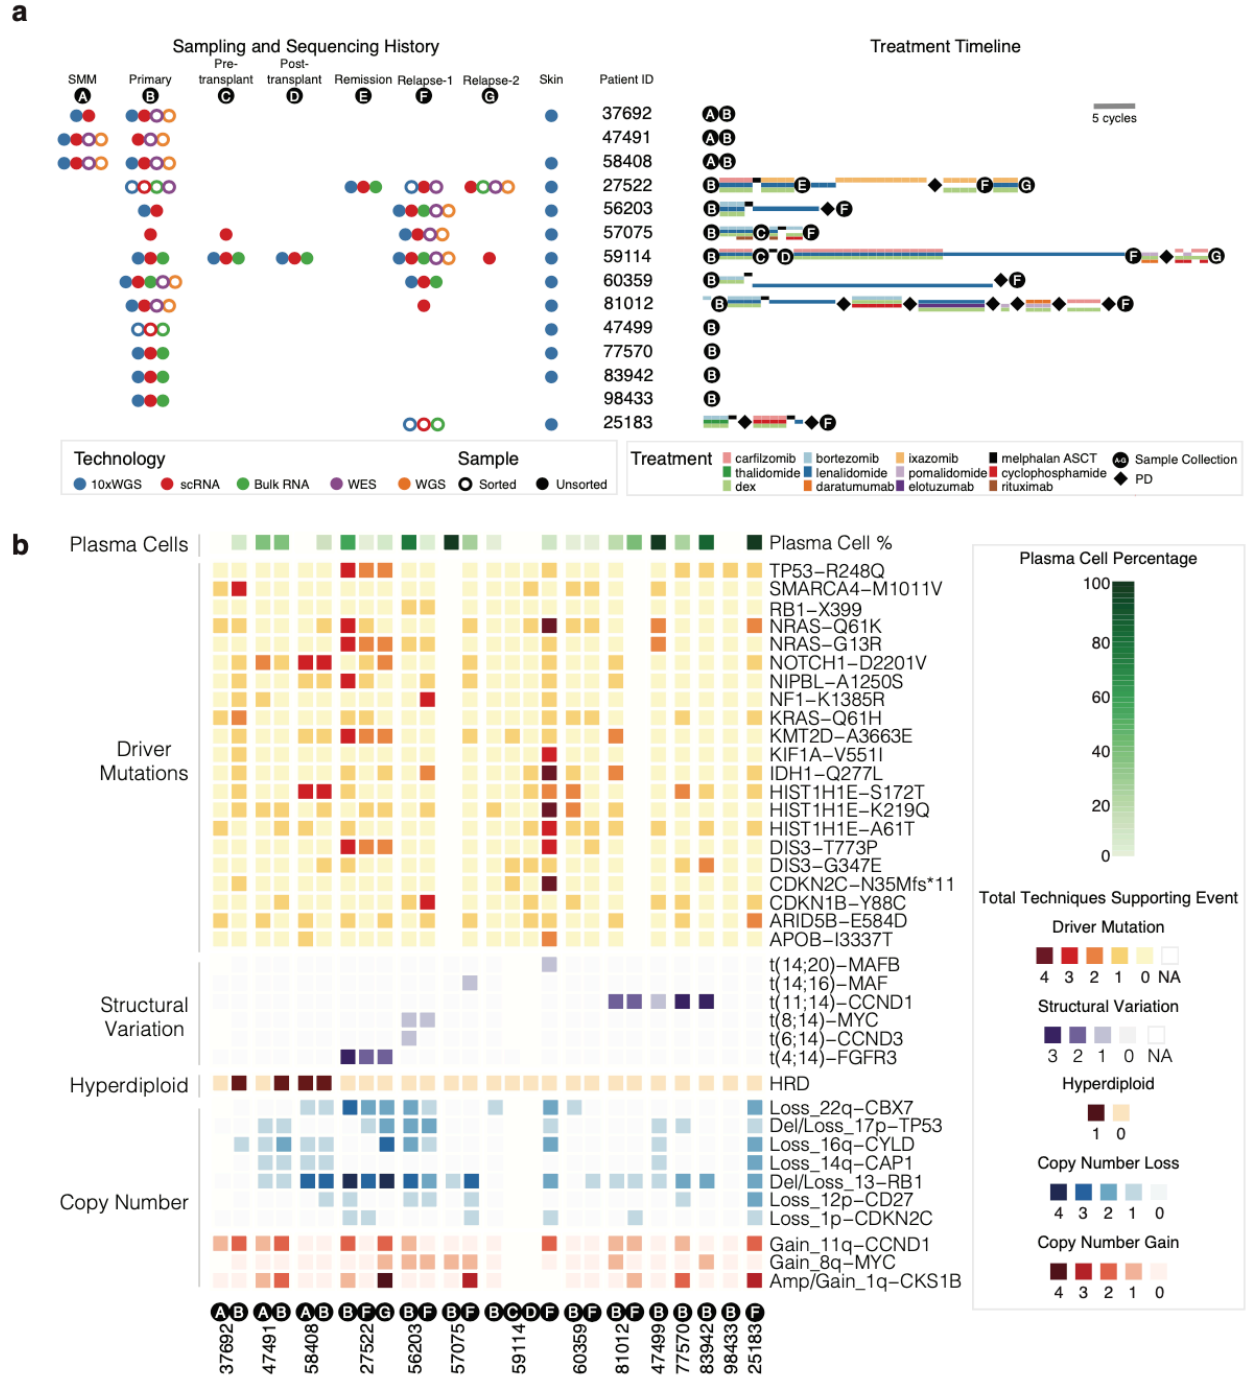 a
Sampling and Sequencing History
Treatment Timeline
SMM
Primary
Pre-
transplant
Post-
transplant
Remission
Relapse-1
Relapse-2
Skin
Patient ID
A B C D E F G
37692 A B
5 cycles
47491 A B
58408 A B
27522 B E F G
56203 B F
57075 B C F
59114 B C D F G
60359 B F
81012 B F
47499 B
77570 B
83942 B
98433 B
25183 F
Technology
10xWGS scRNA Bulk RNA WES WGS
Sample
Sorted Unsorted
Treatment
carfilzomib bortezomib ixazomib melphalan ASCT
thalidomide lenalidomide pomalidomide cyclophosphamide
dex daratumumab elotuzumab rituximab
A-G Sample Collection
PD
b
Plasma Cells
Plasma Cell %
Driver
Mutations
TP53-R248Q
SMARCA4-M1011V
RB1-X399
NRAS-Q61K
NRAS-G13R
NOTCH1-D2201V
NIPBL-A1250S
NF1-K1385R
KRAS-Q61H
KMT2D-A3663E
KIF1A-V551I
IDH1-Q277L
HIST1H1E-S172T
HIST1H1E-K219Q
HIST1H1E-A61T
DIS3-T773P
DIS3-G347E
CDKN2C-N35Mfs*11
CDKN1B-Y88C
ARID5B-E584D
APOB-I3337T
Structural
Variation
t(14;20)-MAFB
t(14;16)-MAF
t(11;14)-CCND1
t(8;14)-MYC
t(6;14)-CCND3
t(4;14)-FGFR3
Hyperdiploid
HRD
Copy Number
Loss_22q-CBX7
Del/Loss_17p-TP53
Loss_16q-CYLD
Loss_14q-CAP1
Del/Loss_13-RB1
Loss_12p-CD27
Loss_1p-CDKN2C
Gain_11q-CCND1
Gain_8q-MYC
Amp/Gain_1q-CKS1B
A B A B A B B F G B F B F B C D F B F B F B B B B F
37692 47491 58408 27522 56203 57075 59114 60359 81012 47499 77570 83942 98433 25183
Plasma Cell Percentage
100
80
60
40
20
0
Total Techniques Supporting Event
Driver Mutation
4 3 2 1 0 NA
Structural Variation
3 2 1 0 NA
Hyperdiploid
1 0
Copy Number Loss
4 3 2 1 0
Copy Number Gain
4 3 2 1 0